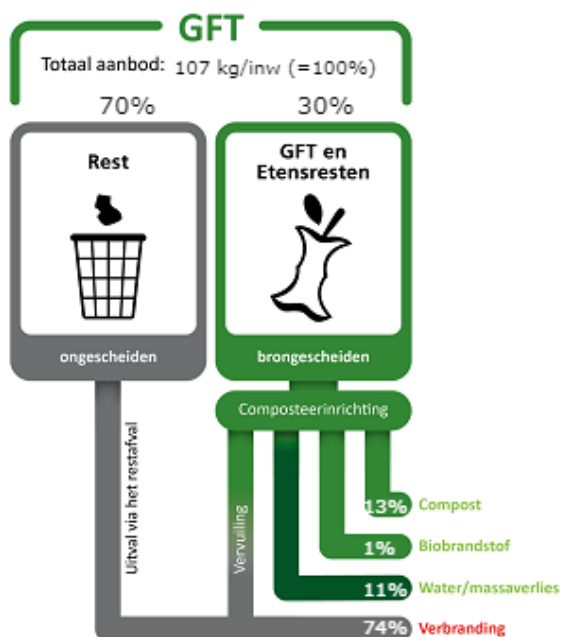 GFT
Totaal aanbod: 107 kg/inw (=100%)
70% 30%
Rest
ongescheiden
GFT en
Etensresten
brongescheiden
Composteerinrichting
Uitval via het restafval
Vervuiling
13% Compost
1% Biobrandstof
11% Water/massaverlies
74% Verbranding